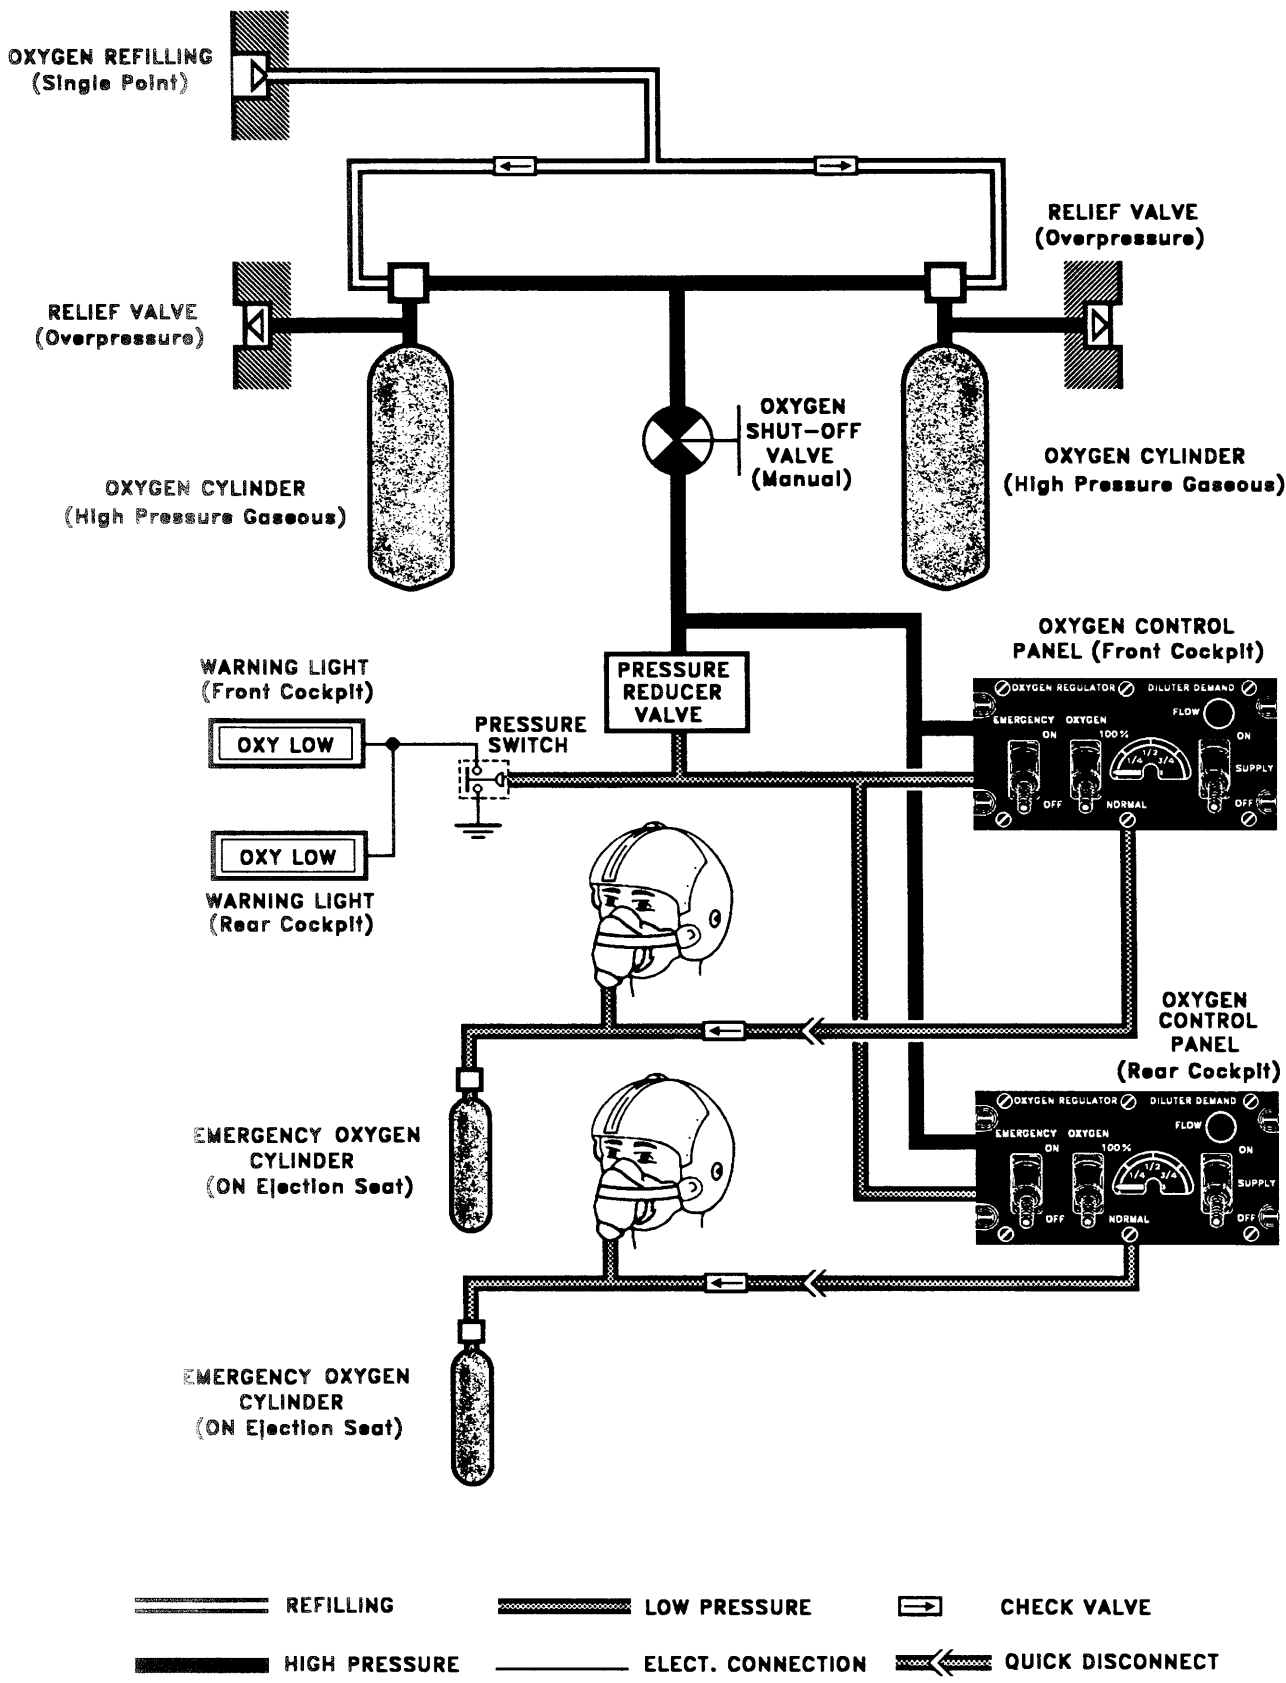 OXYGEN REFILLING
(Single Point)
RELIEF VALVE
(Overpressure)
RELIEF VALVE
(Overpressure)
OXYGEN
SHUT-OFF
VALVE
(Manual)
OXYGEN CYLINDER
(High Pressure Gaseous)
OXYGEN CYLINDER
(High Pressure Gaseous)
OXYGEN CONTROL
PANEL (Front Cockpit)
WARNING LIGHT
(Front Cockpit)
OXY LOW
PRESSURE
SWITCH
PRESSURE
REDUCER
VALVE
OXYGEN REGULATOR DILUTER DEMAND
FLOW
EMERGENCY OXYGEN
ON 100% ON
1/4 1/2 3/4
SUPPLY
OFF NORMAL OFF
OXY LOW
WARNING LIGHT
(Rear Cockpit)
OXYGEN
CONTROL
PANEL
(Rear Cockpit)
OXYGEN REGULATOR DILUTER DEMAND
FLOW
EMERGENCY OXYGEN
ON 100% ON
1/4 1/2 3/4
SUPPLY
OFF NORMAL OFF
EMERGENCY OXYGEN
CYLINDER
(ON Ejection Seat)
EMERGENCY OXYGEN
CYLINDER
(ON Ejection Seat)
REFILLING
LOW PRESSURE
CHECK VALVE
HIGH PRESSURE
ELECT. CONNECTION
QUICK DISCONNECT